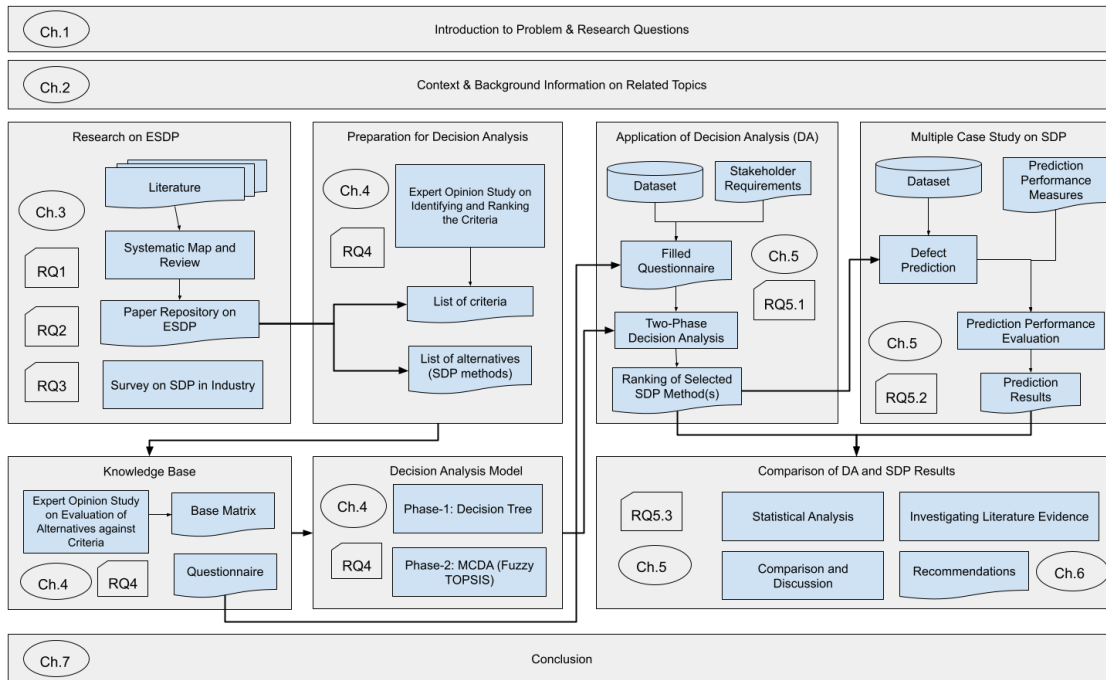 Ch.1
Introduction to Problem & Research Questions
Ch.2
Context & Background Information on Related Topics
Research on ESDP
Literature
Ch.3
Systematic Map and
Review
RQ1
Paper Repository on
ESDP
RQ2
RQ3
Survey on SDP in Industry
Preparation for Decision Analysis
Ch.4
Expert Opinion Study on
Identifying and Ranking
the Criteria
RQ4
List of criteria
List of alternatives
(SDP methods)
Application of Decision Analysis (DA)
Dataset
Stakeholder
Requirements
Filled
Questionnaire
Ch.5
RQ5.1
Two-Phase
Decision Analysis
Ranking of Selected
SDP Method(s)
Multiple Case Study on SDP
Dataset
Prediction
Performance
Measures
Defect
Prediction
Ch.5
Prediction Performance
Evaluation
RQ5.2
Prediction
Results
Knowledge Base
Expert Opinion Study
on Evaluation of
Alternatives against
Criteria
Base Matrix
Ch.4
RQ4
Questionnaire
Decision Analysis Model
Ch.4
Phase-1: Decision Tree
RQ4
Phase-2: MCDA (Fuzzy
TOPSIS)
Comparison of DA and SDP Results
RQ5.3
Statistical Analysis
Investigating Literature Evidence
Ch.5
Comparison and
Discussion
Recommendations
Ch.6
Ch.7
Conclusion